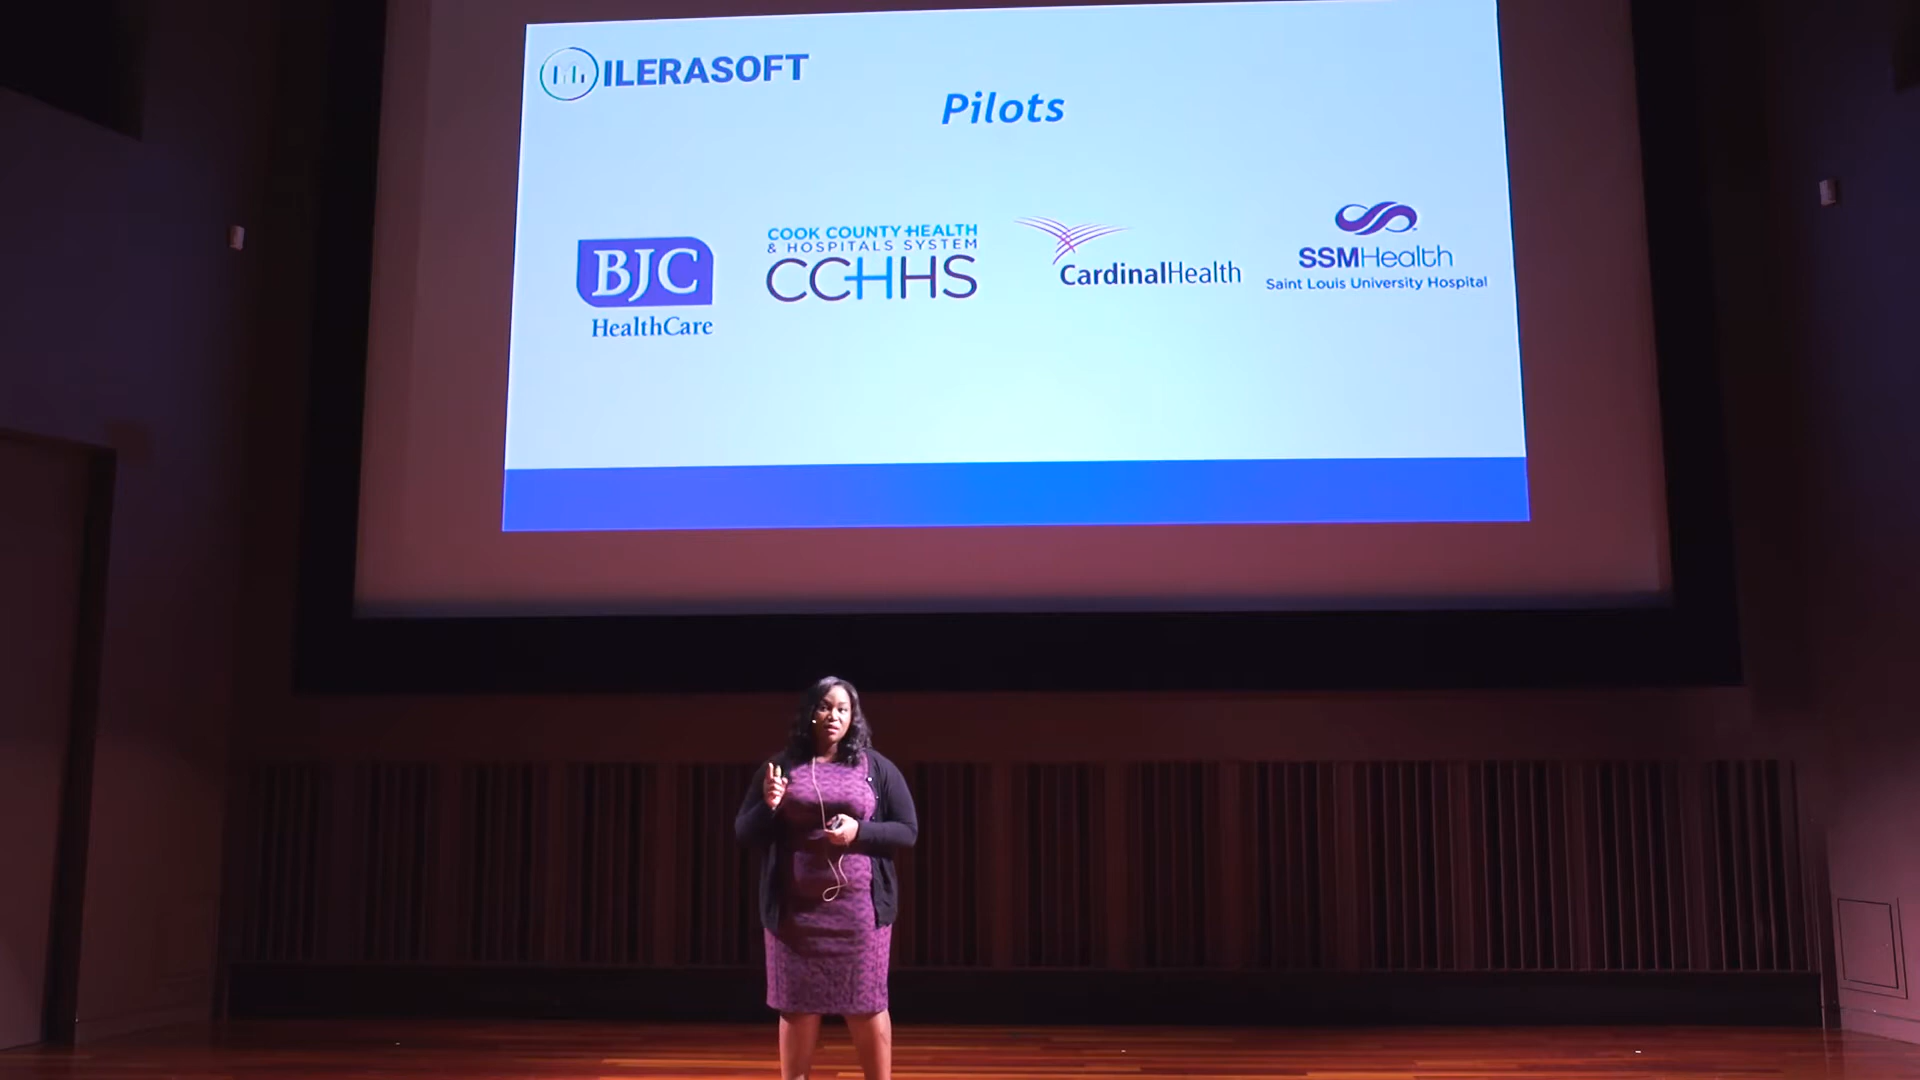 ILERASOFT
Pilots
BJC
HealthCare
COOK COUNTY HEALTH
& HOSPITALS SYSTEM
CCHHS
CardinalHealth
SSMHealth
Saint Louis University Hospital